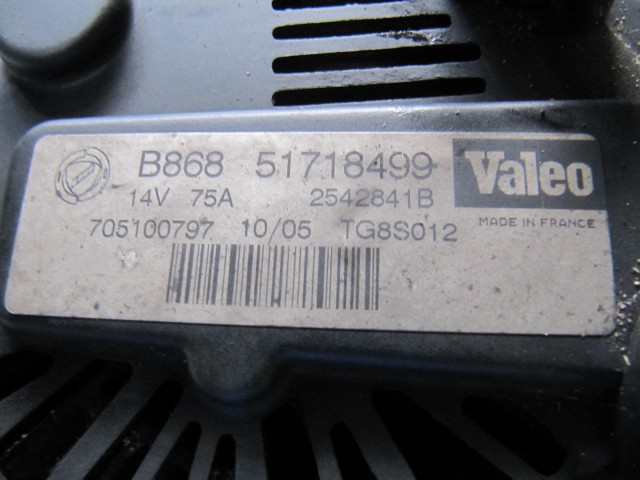 B868 51718499 Valeo
14V 75A 2542841B
MADE IN FRANCE
705100797 10/05 TG8S012